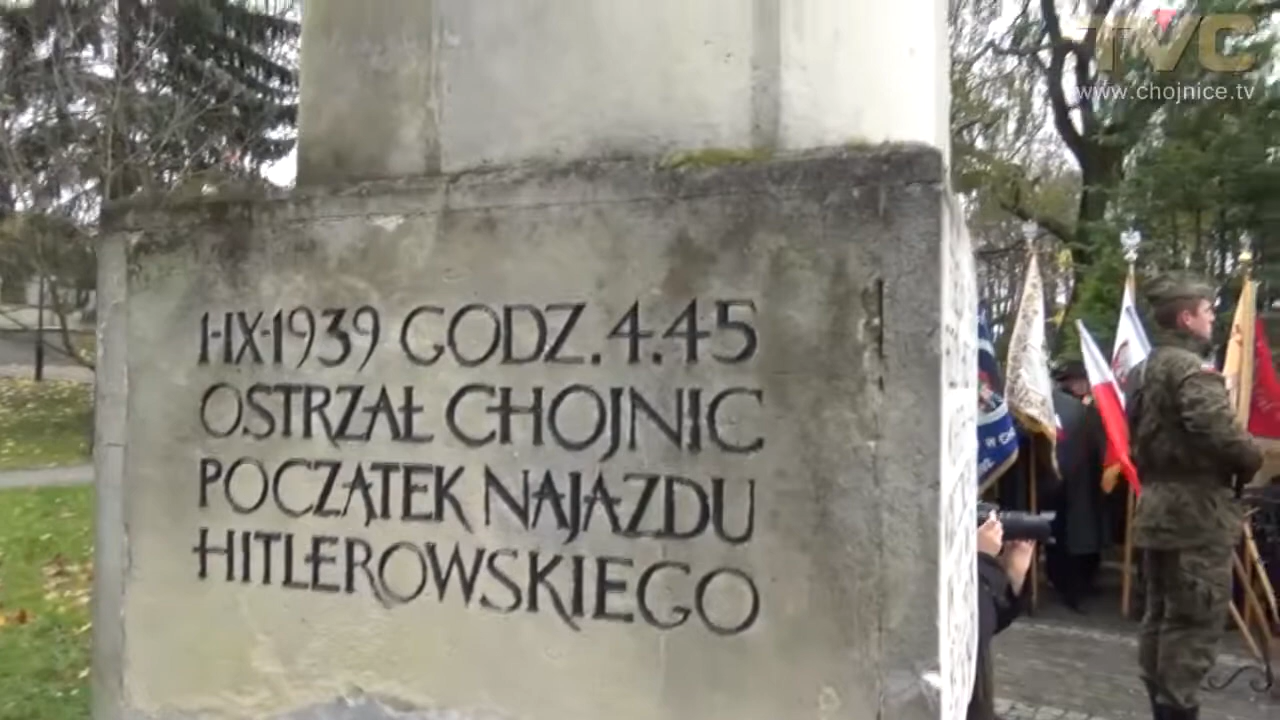 TVC
www.chojnice.tv
1-IX-1939 GODZ. 4.45
OSTRZAŁ CHOJNIC
POCZĄTEK NAJAZDU
HITLEROWSKIEGO